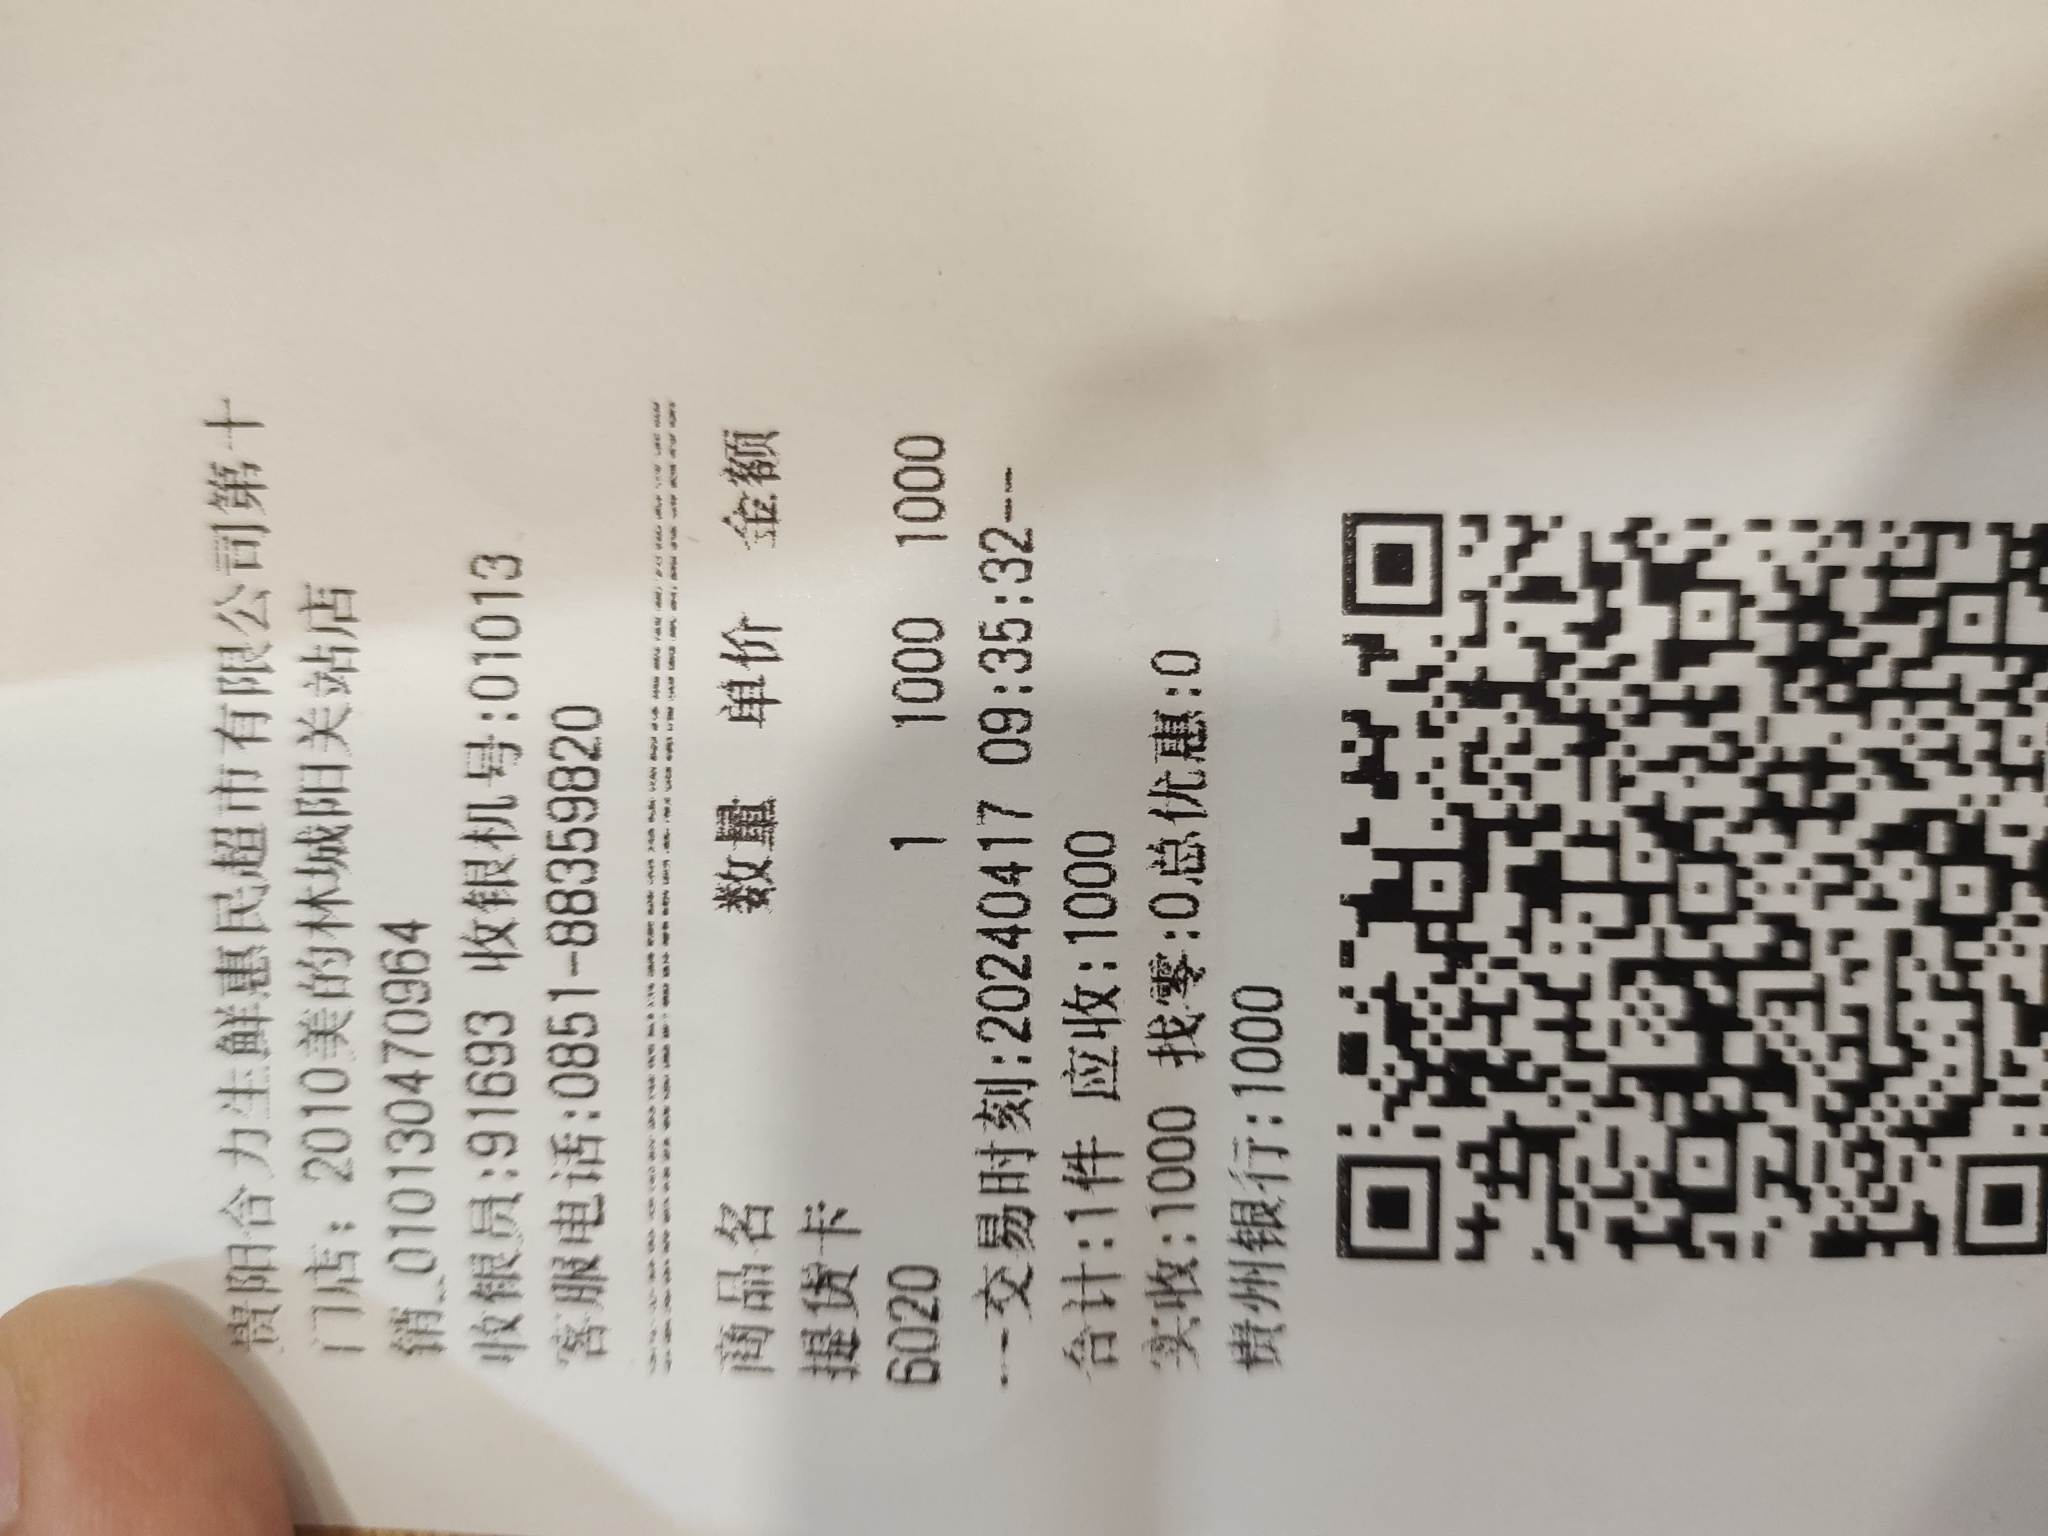 贵阳合力生鲜惠民超市有限公司第十
门店: 2010美的林城阳关站店
销_010130470964
收银员:91693 收银机号:01013
客服电话:0851-88359820
商品名 数量 单价 金额
提货卡
6020 1 1000 1000
---交易时刻:20240417 09:35:32--
合计:1件 应收:1000
实收:1000 找零:0总优惠:0
贵州银行:1000